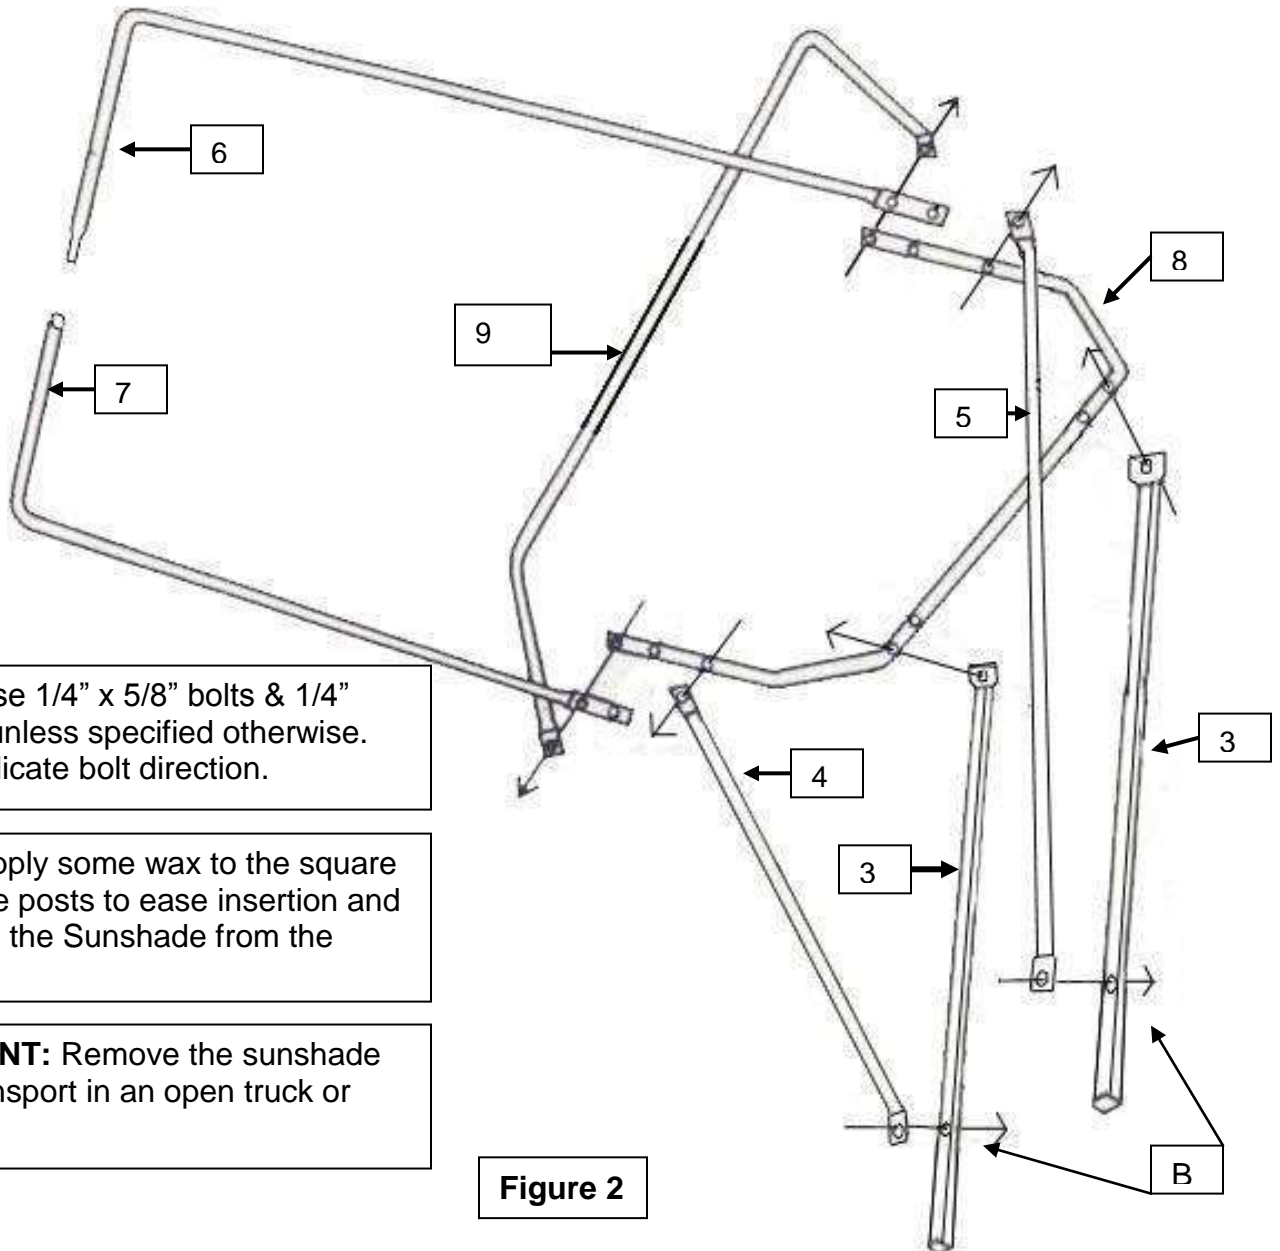 6
8
9
7
5
se 1/4” x 5/8” bolts & 1/4”
unless specified otherwise.
licate bolt direction.
3
4
3
pply some wax to the square
e posts to ease insertion and
the Sunshade from the
NT: Remove the sunshade
nsport in an open truck or
B
Figure 2